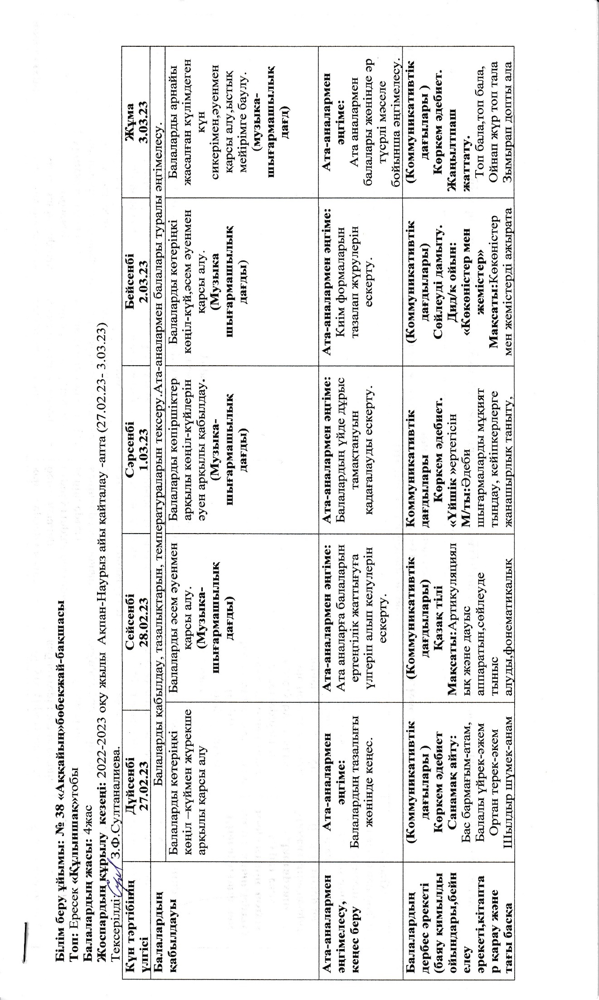 Білім беру ұйымы: № 38 «Аққайың»бөбекжай-бақшасы
Топ: Ересек «Құлыншақ»тобы
Балалардың жасы: 4жас
Жоспардың құрылу кезеңі: 2022-2023 оқу жылы Ақпан-Наурыз айы қайталау -апта (27.02.23- 3.03.23)
Тексерілді: З.Ф.Султаналиева.
Күн тәртібінің
үлгісі
Дүйсенбі
27.02.23
Сейсенбі
28.02.23
Сәрсенбі
1.03.23
Бейсенбі
2.03.23
Жұма
3.03.23
Балалардың
қабылдауы
Балаларды қабылдау, тазалықтарын, температураларын тексеру.Ата-аналармен балалары туралы әңгімелесу.
Балаларды көтеріңкі
көңіл –күймен жүрекше
арқылы қарсы алу
Балаларды әсем әуенмен
қарсы алу.
(Музыка-
шығармашылық
дағды)
Балаларды көпіршіктер
арқылы көңіл-күйлерін
әуен арқылы қабылдау.
(Музыка-
шығармашылық
дағды)
Балаларды көтеріңкі
көңіл-күй,әсем әуенмен
қарсы алу.
(Музыка
шығармашылық
дағды)
Балаларды арнайы
жасалған күлімдеген
күн
сикерімен,әуенмен
қарсы алу,ыстық
мейірімге баулу.
(музыка-
шығармашылық
дағд)
Ата-аналармен
әңгімелесу,
кеңес беру
Ата-аналармен
әңгіме:
Балалардың тазалығы
жөнінде кеңес.
Ата-аналармен әңгіме:
Ата аналарға балаларын
ертеңгілік жаттығуға
үлгеріп алып келулерін
ескерту.
Ата-аналармен әңгіме:
Балалардың үйде дұрыс
тамақтануын
қадағалауды ескерту.
Ата-аналармен әңгіме:
Киім формаларын
тазалап жүрулерін
ескерту.
Ата-аналармен
әңгіме:
Ата аналармен
балалары жөнінде әр
түсрлі мәселе
бойынша әңгімелесу.
Балалардың
дербес әрекеті
(баяу қимылды
ойындары,бейн
елеу
әрекеті,кітапта
р қарау және
тағы басқа
(Коммуникативтік
дағылары )
Көркем әдебиет
Санамақ айту:
Бас бармағым-атам,
Балалы үйрек-әжем
Ортан терек-әкем
Шылдыр шүмек-анам
(Коммуникативтік
дағдылары)
Қазақ тілі
Мақсаты:Артикуляциял
ық және дауыс
аппаратын,сөйлеуде
тыныс
алуды,фонематикалық
Коммуникативтік
дағдылары
Көркем әдебиет.
«Үйшік »ертегісін
М/ты:Әдеби
шығармаларды мұқият
тыңдау, кейіпкерлерге
жанашырлық таныту,
(Коммуникативтік
дағдылары)
Сөйлеуді дамыту.
Дид/к ойын:
«Көкөністер мен
жемістер»
Мақсаты:Көкөністер
мен жемістерді ажырата
(Коммуникативтік
дағылары )
Көркем әдебиет.
Жаңылтпаш
жаттату.
Топ бала,топ бала,
Ойнап жүр топ тала
Зымырап допты ала